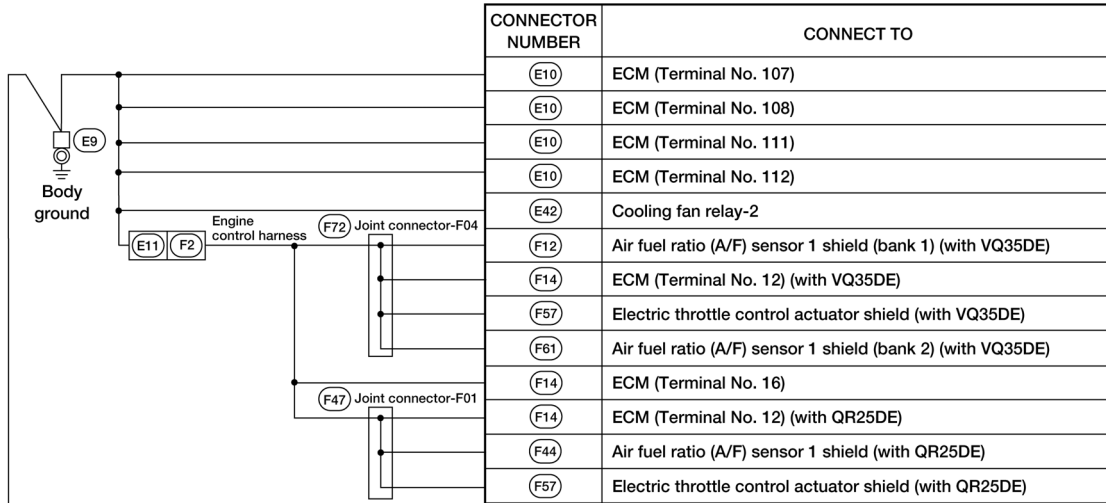 CONNECTOR NUMBER CONNECT TO
E10 ECM (Terminal No. 107)
E10 ECM (Terminal No. 108)
E9 E10 ECM (Terminal No. 111)
Body ground E10 ECM (Terminal No. 112)
E42 Cooling fan relay-2
E11 F2 Engine control harness F72 Joint connector-F04 F12 Air fuel ratio (A/F) sensor 1 shield (bank 1) (with VQ35DE)
F14 ECM (Terminal No. 12) (with VQ35DE)
F57 Electric throttle control actuator shield (with VQ35DE)
F61 Air fuel ratio (A/F) sensor 1 shield (bank 2) (with VQ35DE)
F14 ECM (Terminal No. 16)
F47 Joint connector-F01 F14 ECM (Terminal No. 12) (with QR25DE)
F44 Air fuel ratio (A/F) sensor 1 shield (with QR25DE)
F57 Electric throttle control actuator shield (with QR25DE)